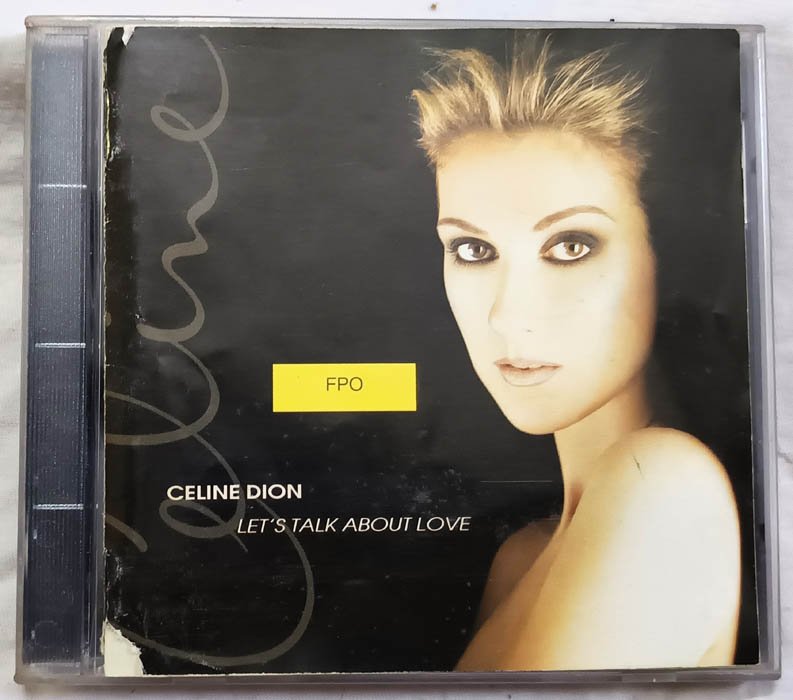 Celine
FPO
CELINE DION
LET'S TALK ABOUT LOVE